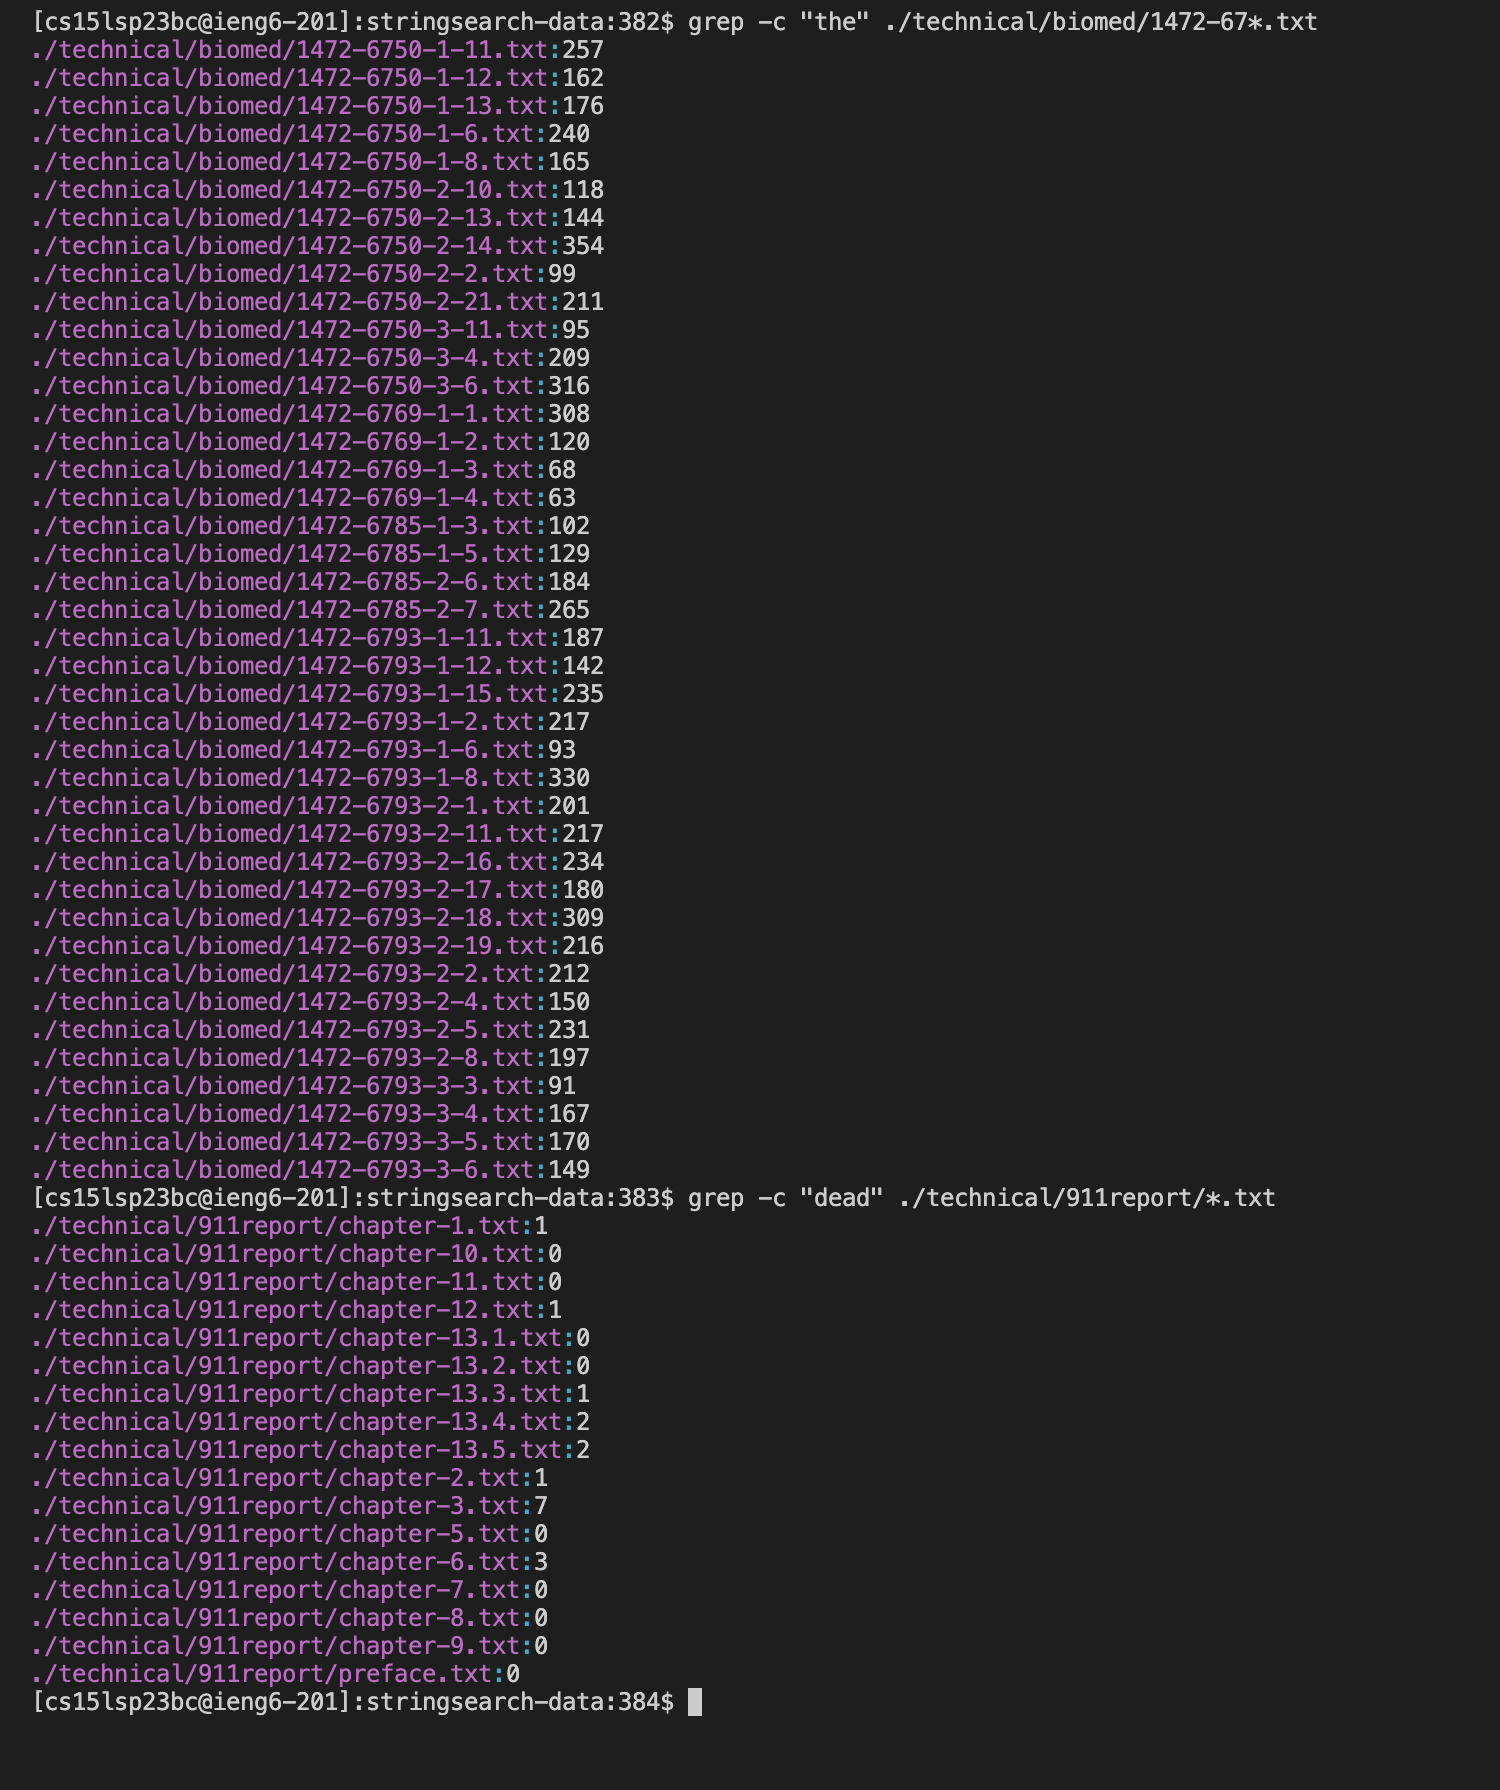 [cs15lsp23bc@ieng6-201]:stringsearch-data:382$ grep -c "the" ./technical/biomed/1472-67*.txt
./technical/biomed/1472-6750-1-11.txt:257
./technical/biomed/1472-6750-1-12.txt:162
./technical/biomed/1472-6750-1-13.txt:176
./technical/biomed/1472-6750-1-6.txt:240
./technical/biomed/1472-6750-1-8.txt:165
./technical/biomed/1472-6750-2-10.txt:118
./technical/biomed/1472-6750-2-13.txt:144
./technical/biomed/1472-6750-2-14.txt:354
./technical/biomed/1472-6750-2-2.txt:99
./technical/biomed/1472-6750-2-21.txt:211
./technical/biomed/1472-6750-3-11.txt:95
./technical/biomed/1472-6750-3-4.txt:209
./technical/biomed/1472-6750-3-6.txt:316
./technical/biomed/1472-6769-1-1.txt:308
./technical/biomed/1472-6769-1-2.txt:120
./technical/biomed/1472-6769-1-3.txt:68
./technical/biomed/1472-6769-1-4.txt:63
./technical/biomed/1472-6785-1-3.txt:102
./technical/biomed/1472-6785-1-5.txt:129
./technical/biomed/1472-6785-2-6.txt:184
./technical/biomed/1472-6785-2-7.txt:265
./technical/biomed/1472-6793-1-11.txt:187
./technical/biomed/1472-6793-1-12.txt:142
./technical/biomed/1472-6793-1-15.txt:235
./technical/biomed/1472-6793-1-2.txt:217
./technical/biomed/1472-6793-1-6.txt:93
./technical/biomed/1472-6793-1-8.txt:330
./technical/biomed/1472-6793-2-1.txt:201
./technical/biomed/1472-6793-2-11.txt:217
./technical/biomed/1472-6793-2-16.txt:234
./technical/biomed/1472-6793-2-17.txt:180
./technical/biomed/1472-6793-2-18.txt:309
./technical/biomed/1472-6793-2-19.txt:216
./technical/biomed/1472-6793-2-2.txt:212
./technical/biomed/1472-6793-2-4.txt:150
./technical/biomed/1472-6793-2-5.txt:231
./technical/biomed/1472-6793-2-8.txt:197
./technical/biomed/1472-6793-3-3.txt:91
./technical/biomed/1472-6793-3-4.txt:167
./technical/biomed/1472-6793-3-5.txt:170
./technical/biomed/1472-6793-3-6.txt:149
[cs15lsp23bc@ieng6-201]:stringsearch-data:383$ grep -c "dead" ./technical/911report/*.txt
./technical/911report/chapter-1.txt:1
./technical/911report/chapter-10.txt:0
./technical/911report/chapter-11.txt:0
./technical/911report/chapter-12.txt:1
./technical/911report/chapter-13.1.txt:0
./technical/911report/chapter-13.2.txt:0
./technical/911report/chapter-13.3.txt:1
./technical/911report/chapter-13.4.txt:2
./technical/911report/chapter-13.5.txt:2
./technical/911report/chapter-2.txt:1
./technical/911report/chapter-3.txt:7
./technical/911report/chapter-5.txt:0
./technical/911report/chapter-6.txt:3
./technical/911report/chapter-7.txt:0
./technical/911report/chapter-8.txt:0
./technical/911report/chapter-9.txt:0
./technical/911report/preface.txt:0
[cs15lsp23bc@ieng6-201]:stringsearch-data:384$